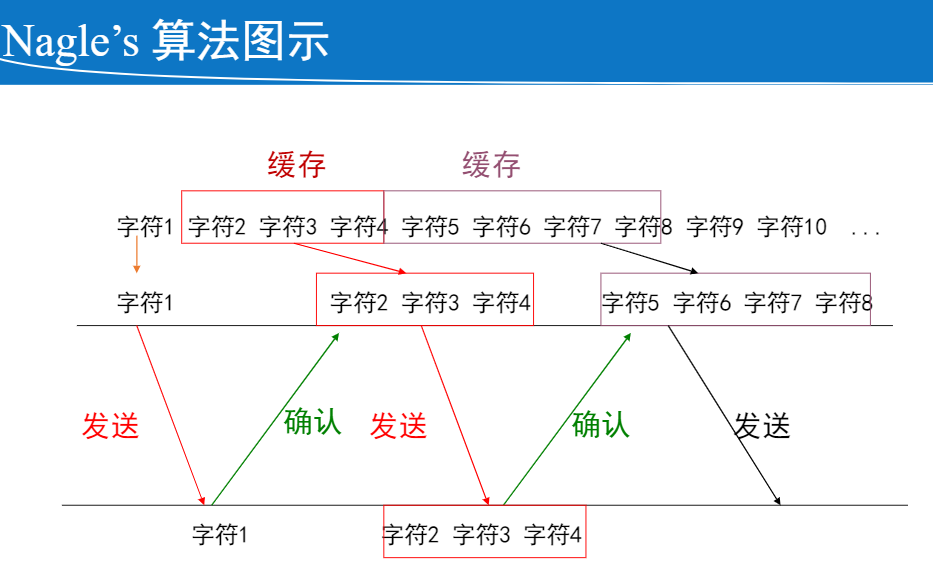 Nagle’s 算法图示
缓存 缓存
字符1 字符2 字符3 字符4 字符5 字符6 字符7 字符8 字符9 字符10 ...
字符1 字符2 字符3 字符4 字符5 字符6 字符7 字符8
发送 确认 发送 确认 发送
字符1 字符2 字符3 字符4